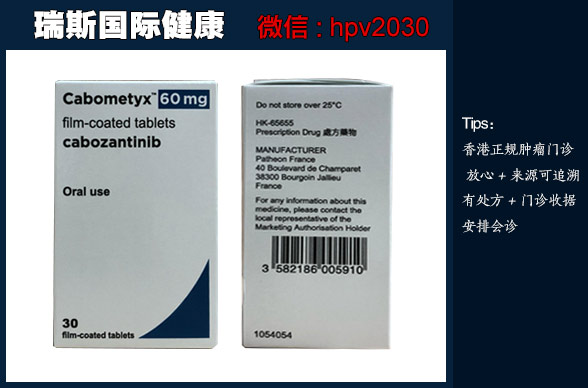 瑞斯国际健康 微信 : hpv2030
Cabometyx™ 60 mg
film-coated tablets
cabozantinib
Oral use
30
film-coated tablets
Do not store over 25°C
HK-65655
Prescription Drug 處方藥物
MANUFACTURER
Patheon France
40 Boulevard de Champaret
38300 Bourgoin Jallieu
France
For any information about this
medicine, please contact the
local representative of the
Marketing Authorisation Holder
3 582186 005910
1054054
Tips：
香港正规肿瘤门诊
放心 + 来源可追溯
有处方 + 门诊收据
安排会诊